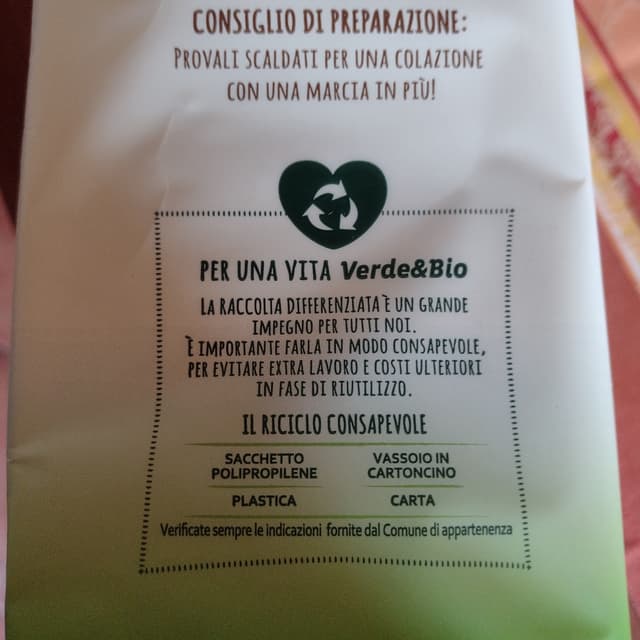 CONSIGLIO DI PREPARAZIONE:
PROVALI SCALDATI PER UNA COLAZIONE
CON UNA MARCIA IN PIÙ!
PER UNA VITA Verde&Bio
LA RACCOLTA DIFFERENZIATA È UN GRANDE
IMPEGNO PER TUTTI NOI.
È IMPORTANTE FARLA IN MODO CONSAPEVOLE,
PER EVITARE EXTRA LAVORO E COSTI ULTERIORI
IN FASE DI RIUTILIZZO.
IL RICICLO CONSAPEVOLE
SACCHETTO
POLIPROPILENE
PLASTICA
VASSOIO IN
CARTONCINO
CARTA
Verificate sempre le indicazioni fornite dal Comune di appartenenza